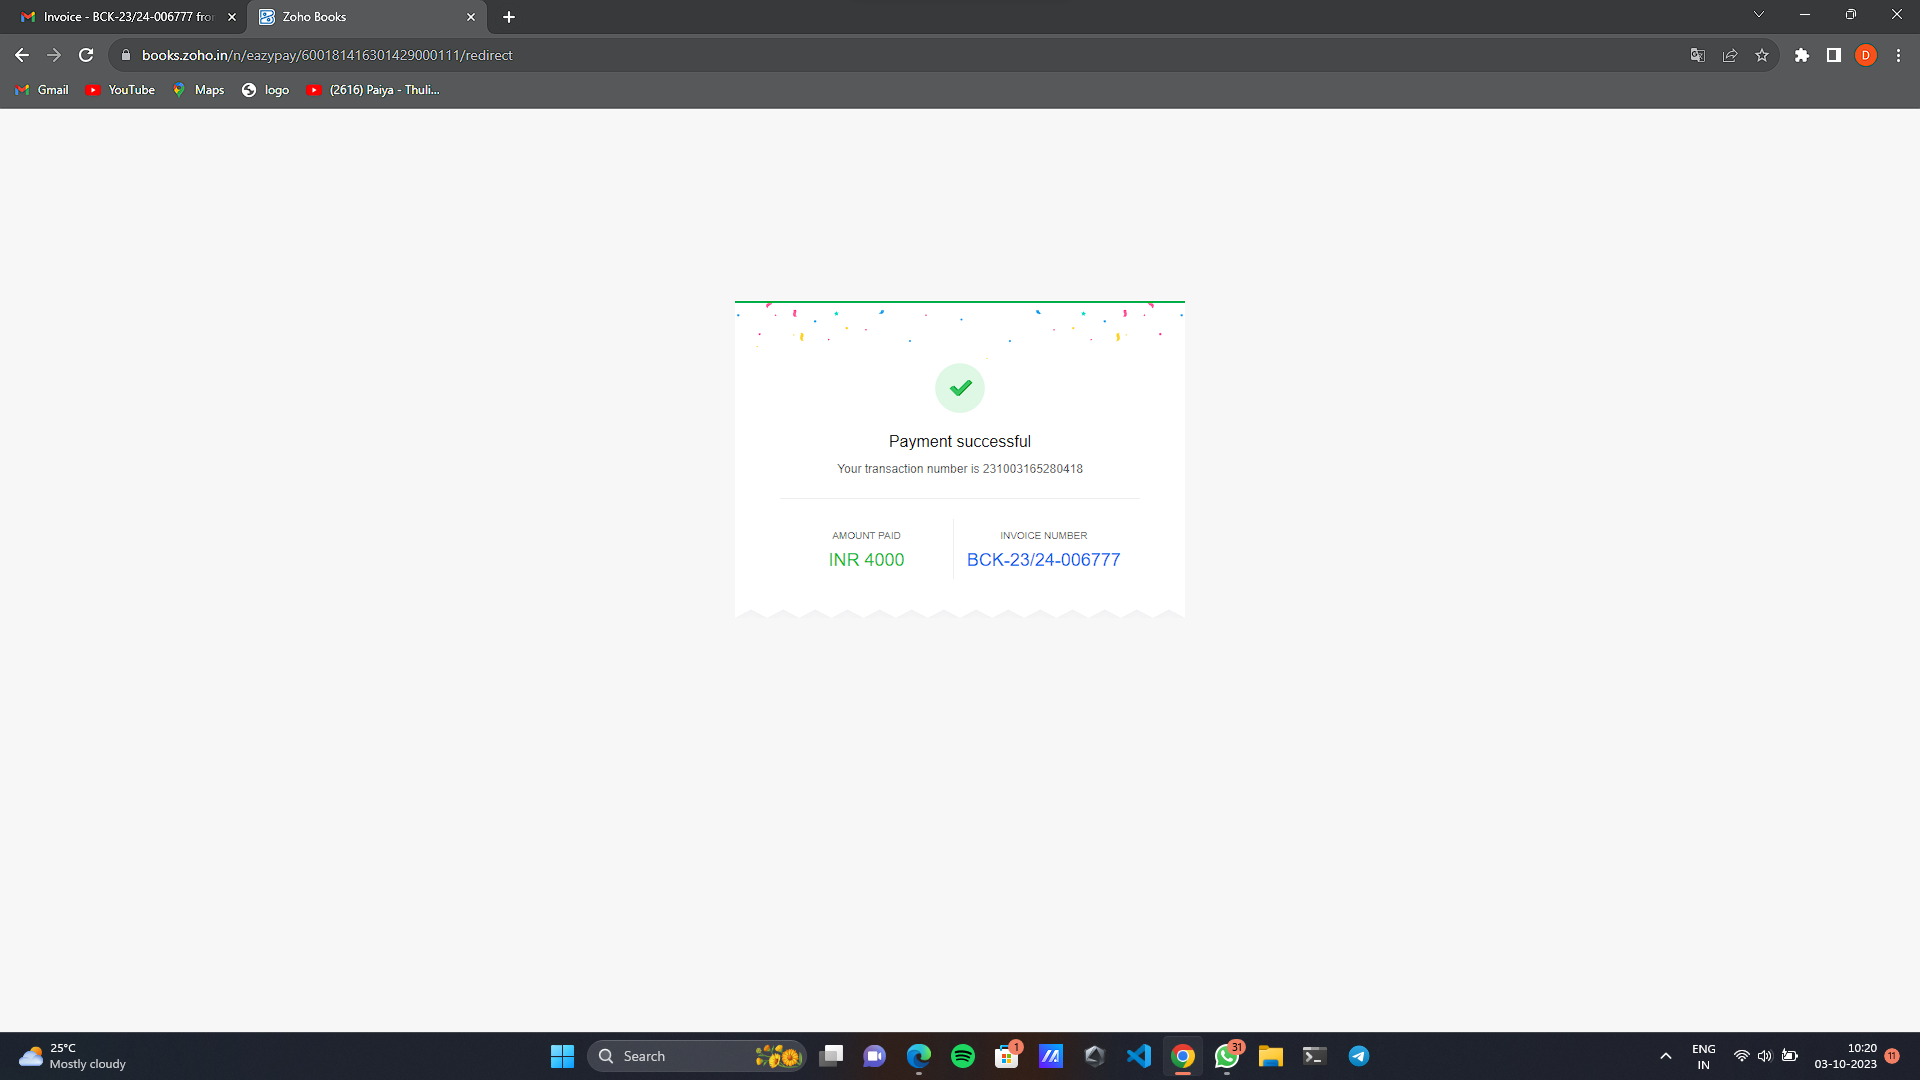 Invoice - BCK-23/24-006777 fro
Zoho Books
books.zoho.in/n/eazypay/600181416301429000111/redirect
D
Gmail
YouTube
Maps
logo
(2616) Paiya - Thuli...
Payment successful
Your transaction number is 231003165280418
AMOUNT PAID
INVOICE NUMBER
INR 4000
BCK-23/24-006777
25°C
Mostly cloudy
Search
1
31
ENG
IN
10:20
03-10-2023
11